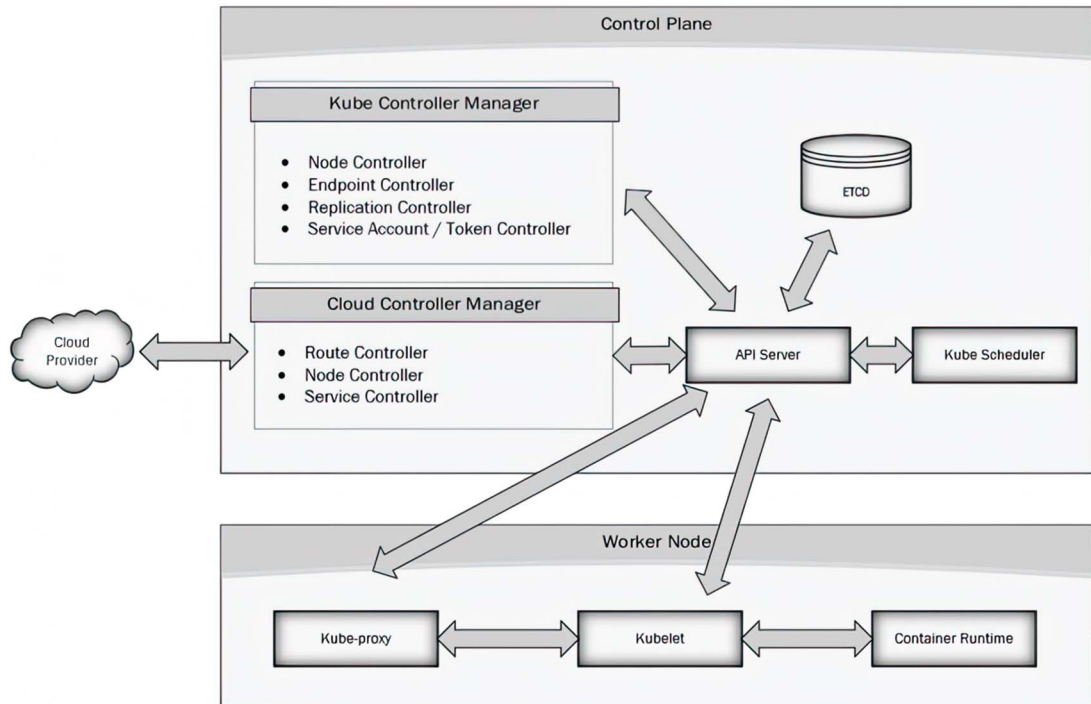 Control Plane
Kube Controller Manager
Node Controller
Endpoint Controller
Replication Controller
Service Account / Token Controller
ETCD
Cloud Controller Manager
Route Controller
Node Controller
Service Controller
Cloud
Provider
API Server
Kube Scheduler
Worker Node
Kube-proxy
Kubelet
Container Runtime